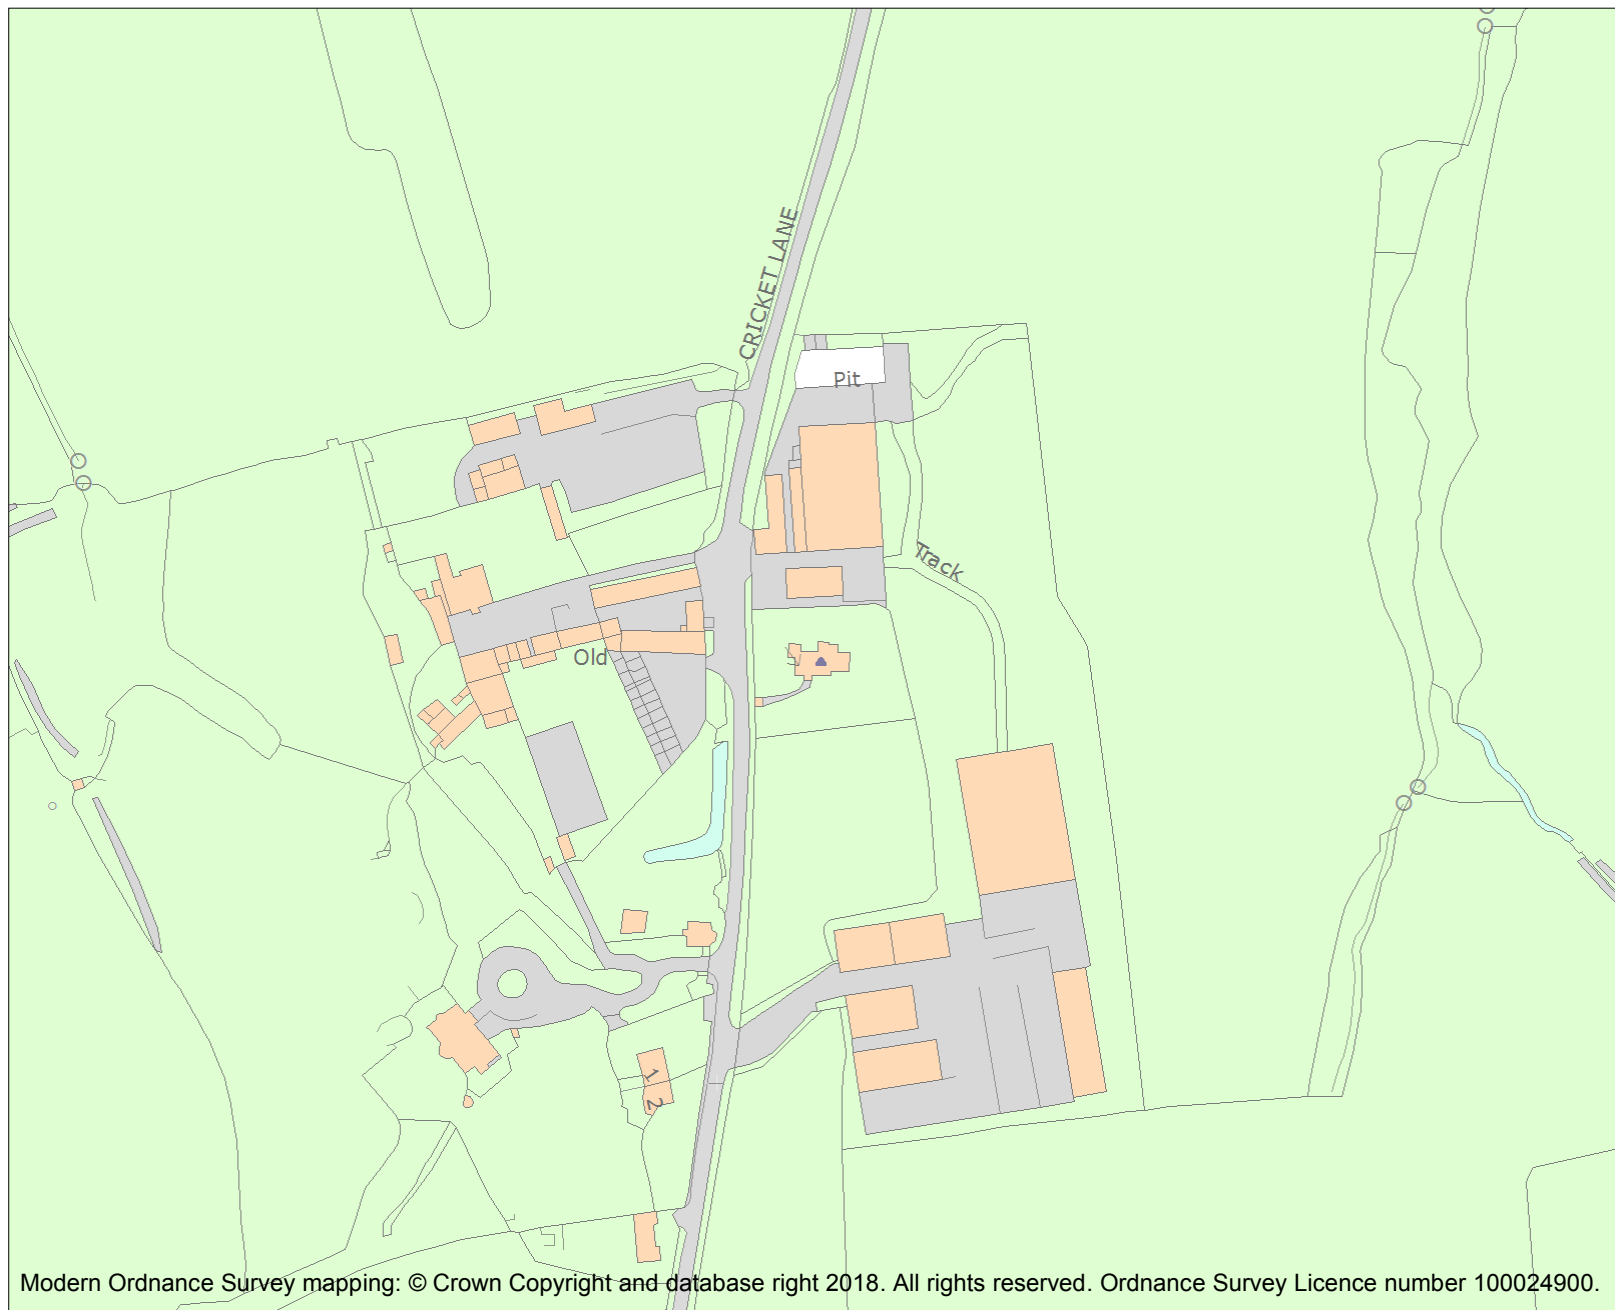 CRICKET LANE
Pit
Track
Old
1
2
Modern Ordnance Survey mapping: © Crown Copyright and database right 2018. All rights reserved. Ordnance Survey Licence number 100024900.